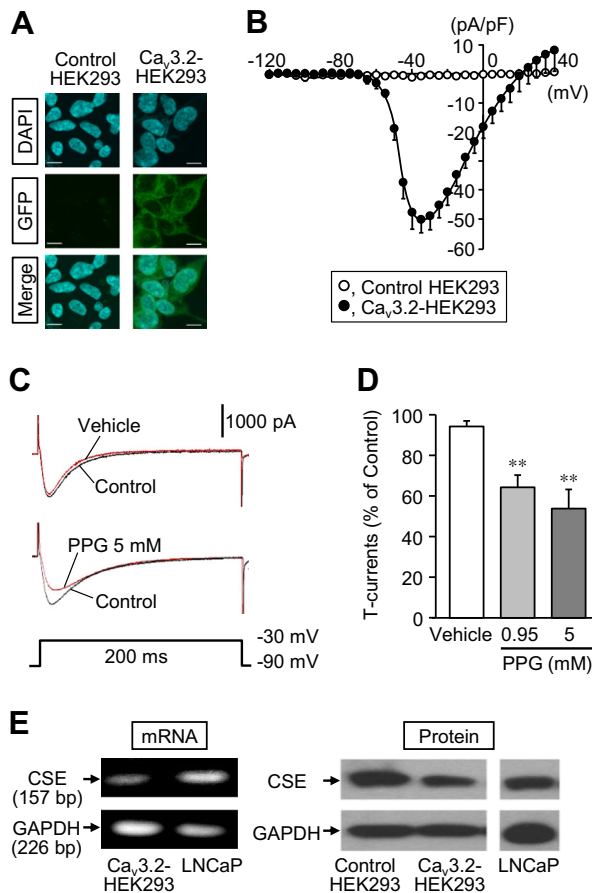 A
Control
HEK293
Cav3.2-
HEK293
DAPI
GFP
Merge
B
(pA/pF)
10
-120 -100 -80 -60 -40 -20 0 20 40
(mV)
-10
-20
-30
-40
-50
-60
○, Control HEK293
●, Cav3.2-HEK293
C
Vehicle
Control
1000 pA
PPG 5 mM
Control
200 ms
-30 mV
-90 mV
D
T-currents (% of Control)
100
80
60
40
20
0
**
**
Vehicle 0.95 5
PPG (mM)
E
mRNA
Protein
CSE
(157 bp)
GAPDH
(226 bp)
Cav3.2-
HEK293
LNCaP
CSE
GAPDH
Control
HEK293
Cav3.2-
HEK293
LNCaP